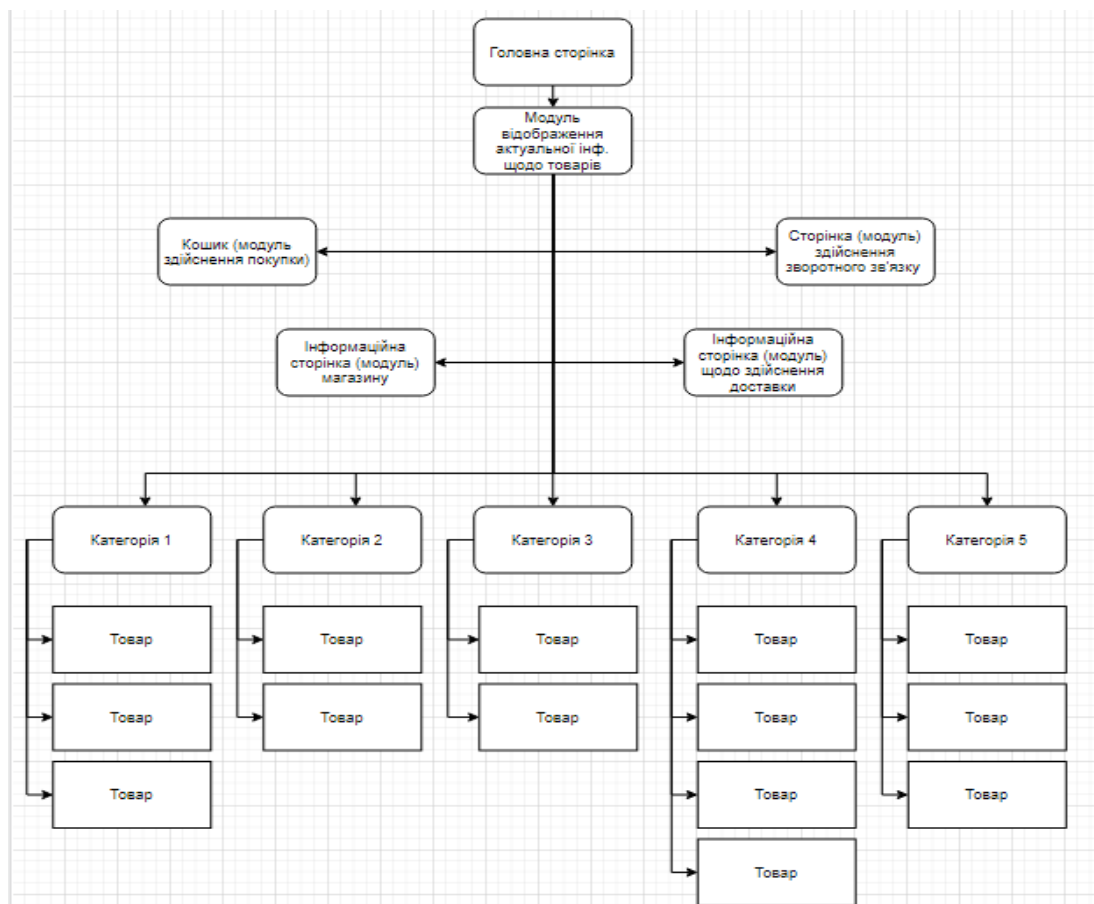 Головна сторінка
Модуль
відображення
актуальної інф.
щодо товарів
Кошик (модуль
здійснення покупки)
Сторінка (модуль)
здійснення
зворотного зв'язку
Інформаційна
сторінка (модуль)
магазину
Інформаційна
сторінка (модуль)
щодо здійснення
доставки
Категорія 1
Категорія 2
Категорія 3
Категорія 4
Категорія 5
Товар
Товар
Товар
Товар
Товар
Товар
Товар
Товар
Товар
Товар
Товар
Товар
Товар
Товар